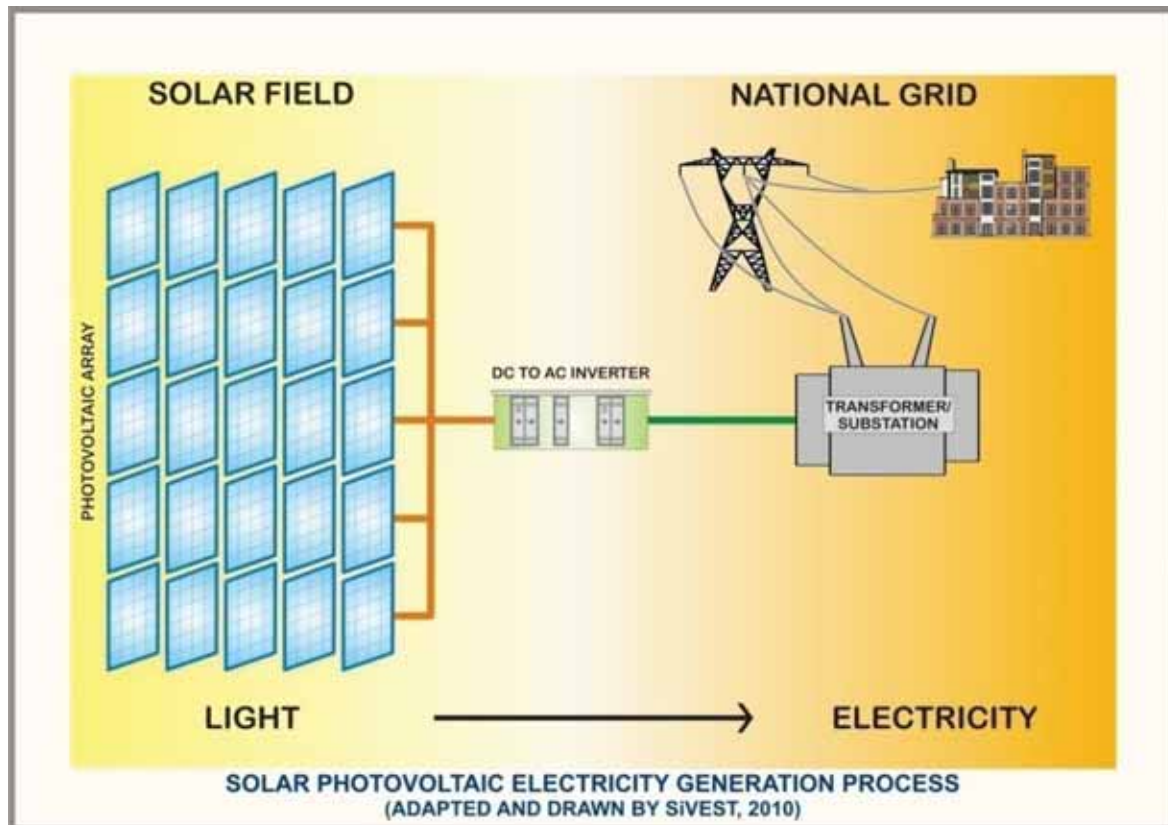 SOLAR FIELD
NATIONAL GRID
PHOTOVOLTAIC ARRAY
DC TO AC INVERTER
TRANSFORMER/
SUBSTATION
LIGHT
ELECTRICITY
SOLAR PHOTOVOLTAIC ELECTRICITY GENERATION PROCESS
(ADAPTED AND DRAWN BY SiVEST, 2010)